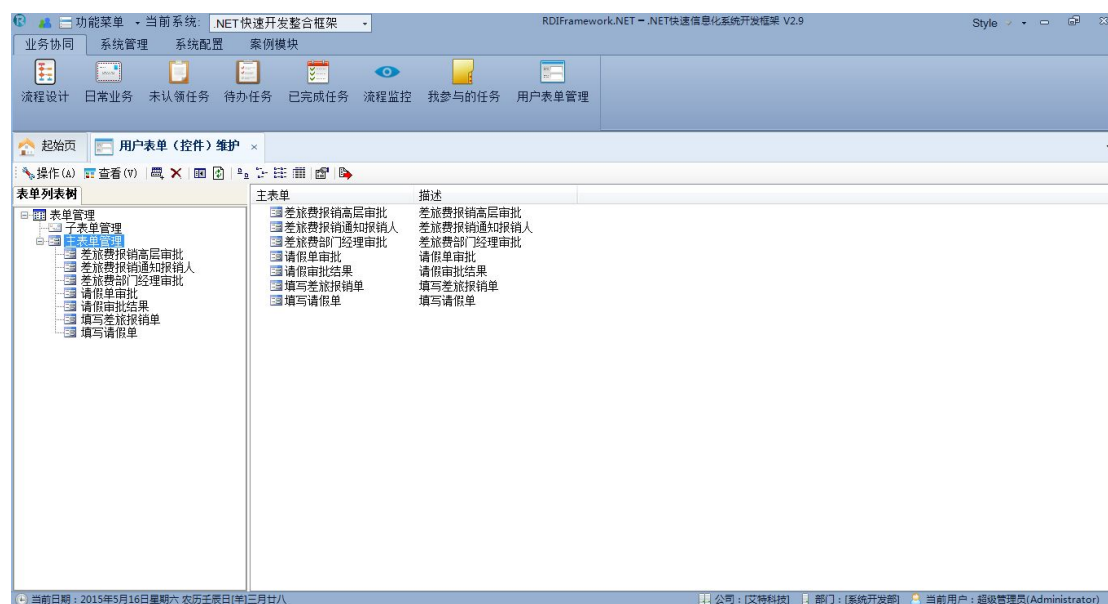 功能菜单 当前系统: .NET快速开发整合框架 RDIFramework.NET - .NET快速信息化系统开发框架 V2.9 Style
业务协同 系统管理 系统配置 案例模块
流程设计 日常业务 未认领任务 待办任务 已完成任务 流程监控 我参与的任务 用户表单管理
起始页 用户表单（控件）维护
操作(A) 查看(V)
表单列表树 主表单 描述
表单管理
子表单管理
主表单管理
差旅费报销高层审批
差旅费报销通知报销人
差旅费部门经理审批
请假单审批
请假审批结果
填写差旅报销单
填写请假单
差旅费报销高层审批 差旅费报销高层审批
差旅费报销通知报销人 差旅费报销通知报销人
差旅费部门经理审批 差旅费部门经理审批
请假单审批 请假单审批
请假审批结果 请假审批结果
填写差旅报销单 填写差旅报销单
填写请假单 填写请假单
当前日期：2015年5月16日星期六 农历壬辰日[羊]三月廿八 公司：[艾特科技] 部门：[系统开发部] 当前用户：超级管理员(Administrator)